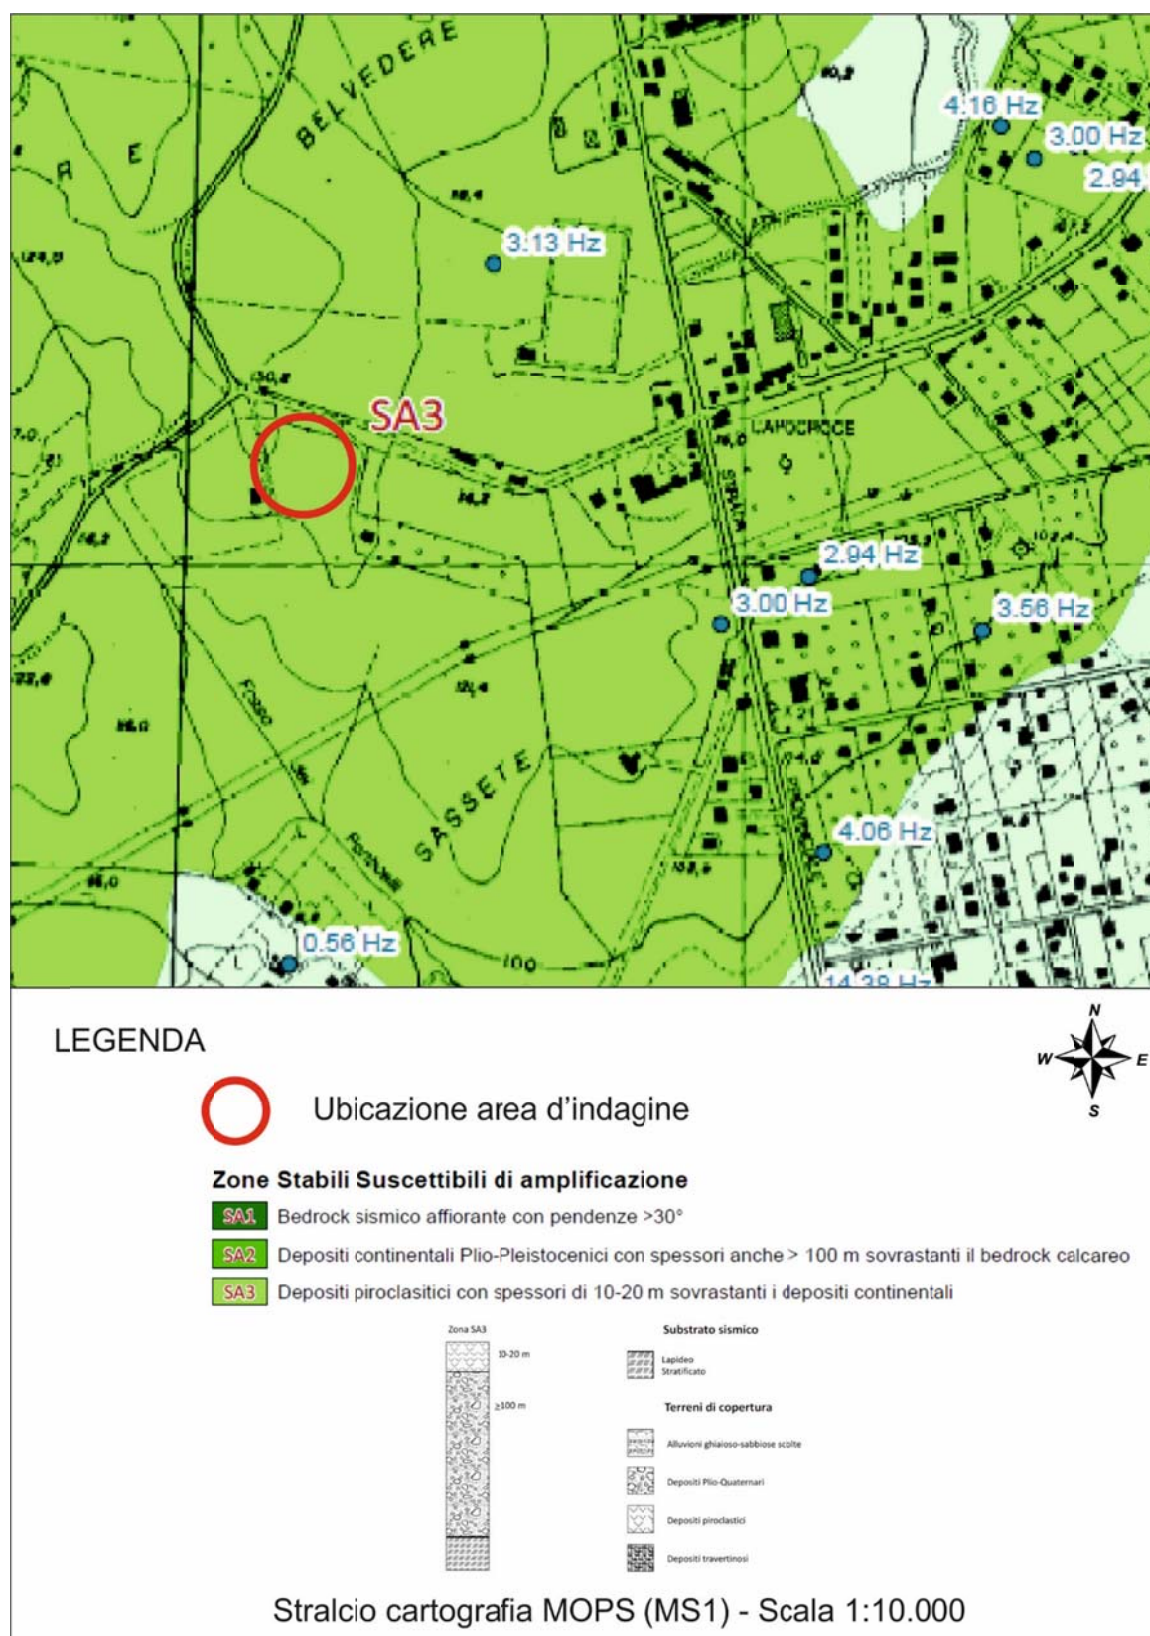 BELVEDERE
4.16 Hz
3.00 Hz
2.94
3.13 Hz
SA3
STRADA
2.94 Hz
3.00 Hz
3.56 Hz
Fosso
SASSETE
4.06 Hz
0.56 Hz
100
14.38 Hz
LEGENDA
N
W E
S
Ubicazione area d'indagine
Zone Stabili Suscettibili di amplificazione
SA1 Bedrock sismico affiorante con pendenze >30°
SA2 Depositi continentali Plio-Pleistocenici con spessori anche > 100 m sovrastanti il bedrock calcareo
SA3 Depositi piroclasitici con spessori di 10-20 m sovrastanti i depositi continentali
Zona SA3
10-20 m
≥100 m
Substrato sismico
Lapideo
Stratificato
Terreni di copertura
Alluvioni ghiaioso-sabbiose sciolte
Depositi Plio-Quaternari
Depositi piroclastici
Depositi travertinosi
Stralcio cartografia MOPS (MS1) - Scala 1:10.000